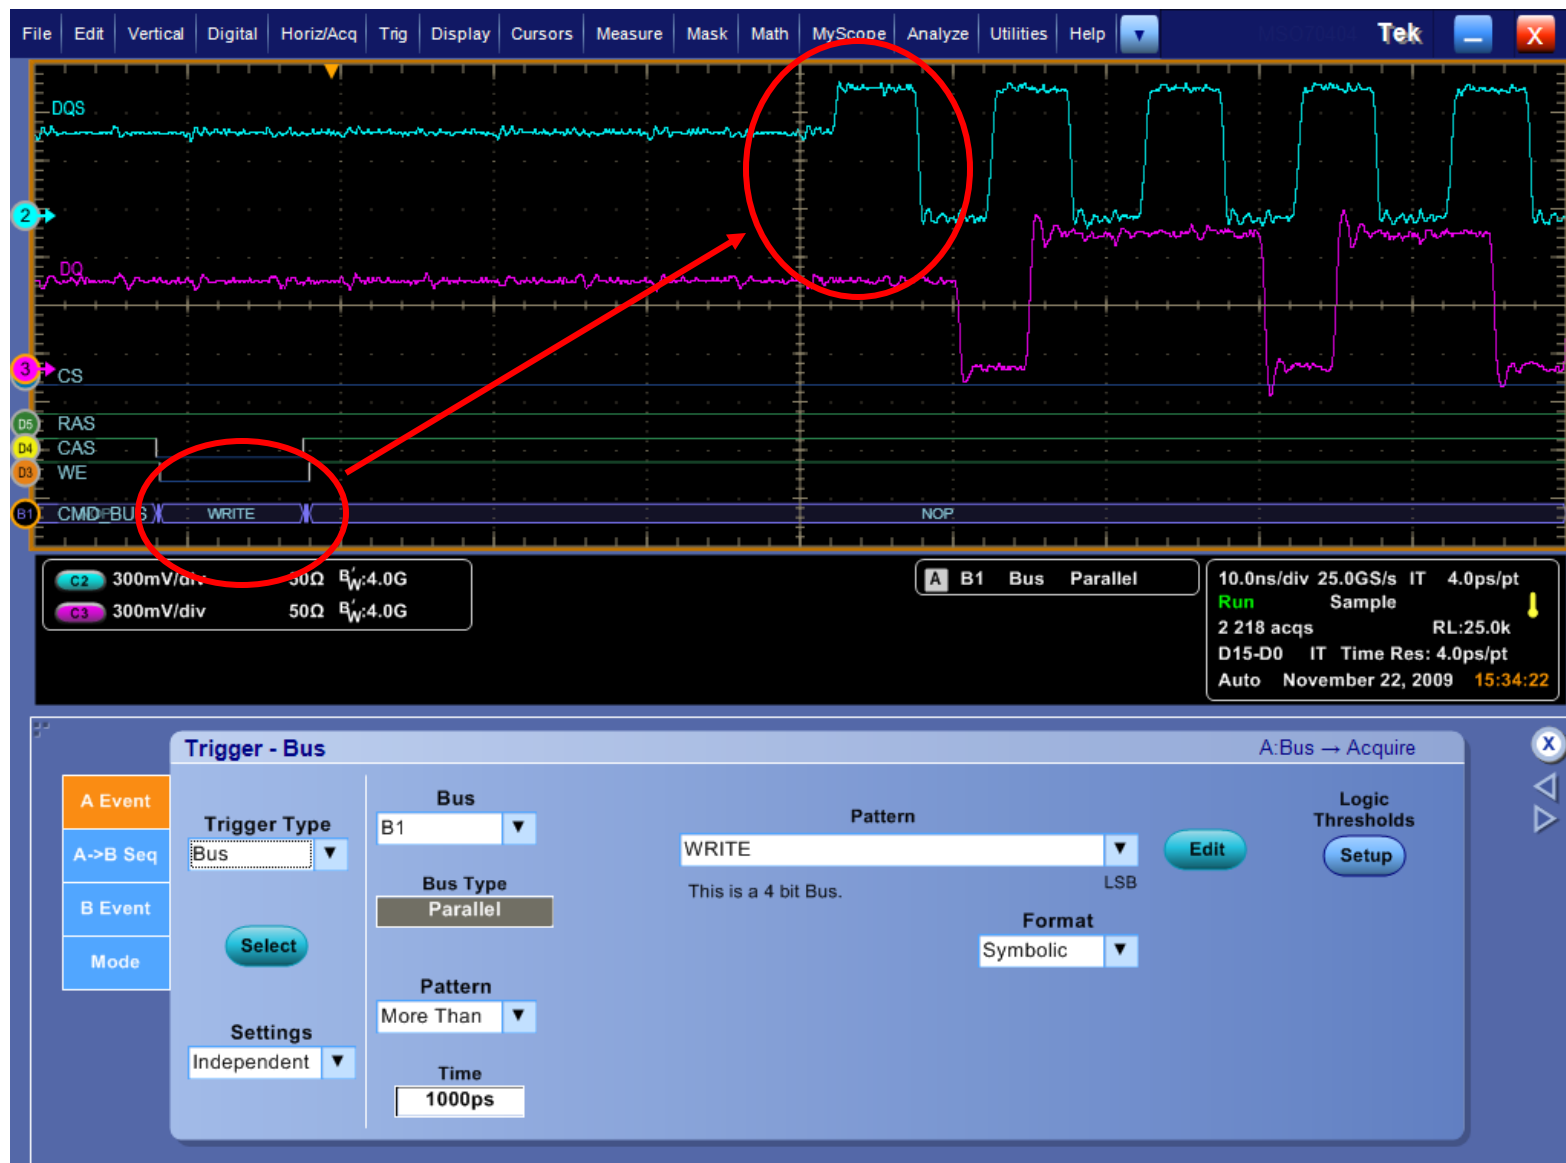 File Edit Vertical Digital Horiz/Acq Trig Display Cursors Measure Mask Math MyScope Analyze Utilities Help Tek X
DQS
2
DQ
3 CS
D5 RAS
D4 CAS
D3 WE
B1 CMD_BUS WRITE NOP
C2 300mV/div 50Ω BW:4.0G
C3 300mV/div 50Ω BW:4.0G
A B1 Bus Parallel
10.0ns/div 25.0GS/s IT 4.0ps/pt
Run Sample
2 218 acqs RL:25.0k
D15-D0 IT Time Res: 4.0ps/pt
Auto November 22, 2009 15:34:22
Trigger - Bus A:Bus → Acquire X
A Event
A->B Seq
B Event
Mode
Trigger Type
Bus
Select
Settings
Independent
Bus
B1
Bus Type
Parallel
Pattern
More Than
Time
1000ps
Pattern
WRITE
Edit
This is a 4 bit Bus. LSB
Format
Symbolic
Logic
Thresholds
Setup